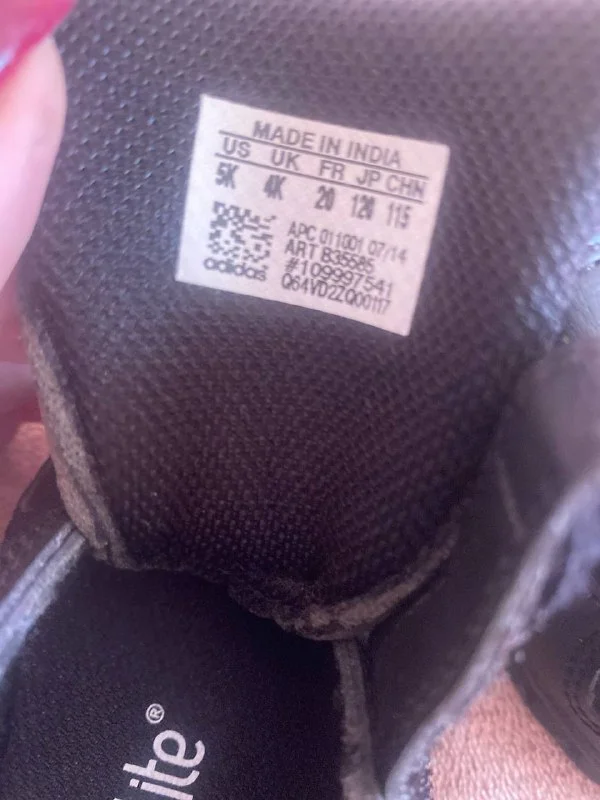 MADE IN INDIA
US UK FR JP CHN
5K 4K 20 120 115
APC 011001 07/14
ART B35585
#109997541
Q64VD2ZQ00117
adidas
lite®